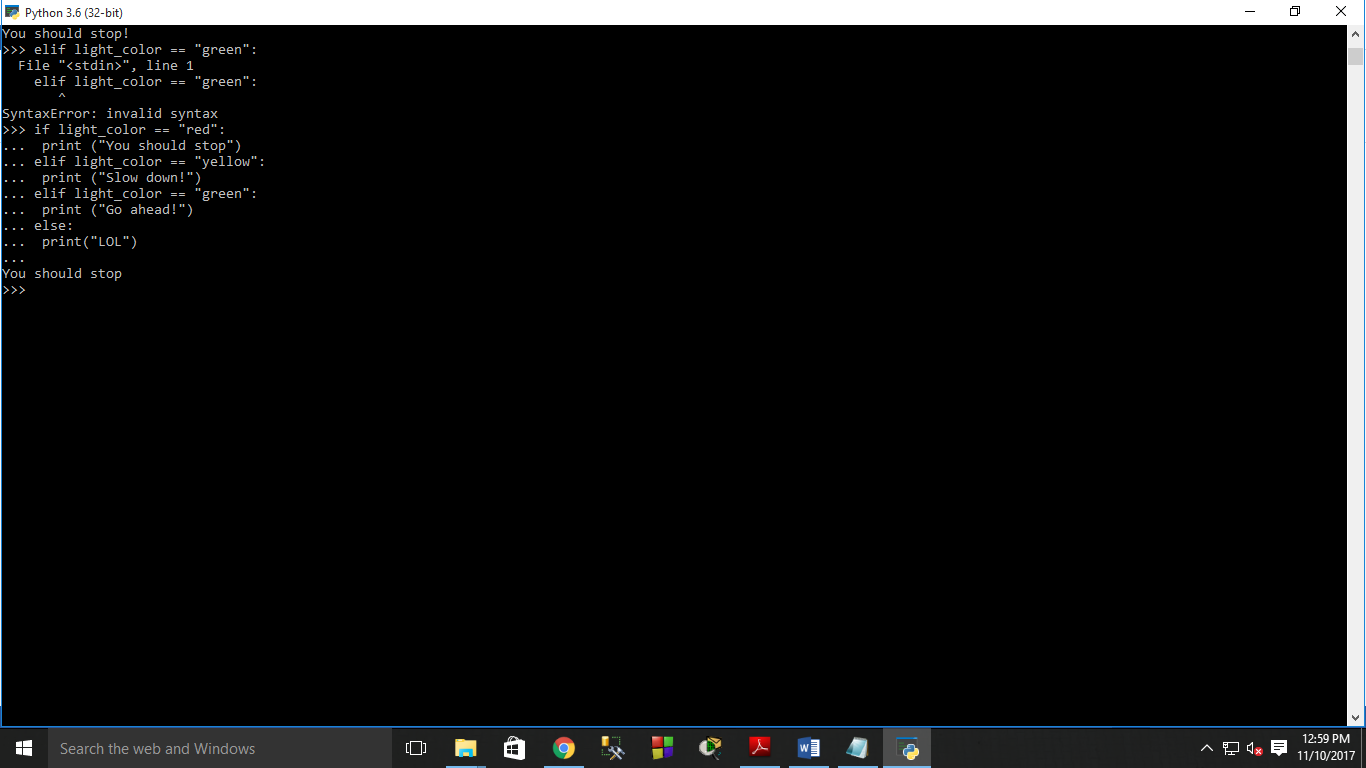 Python 3.6 (32-bit)
You should stop!
>>> elif light_color == "green":
  File "<stdin>", line 1
    elif light_color == "green":
       ^
SyntaxError: invalid syntax
>>> if light_color == "red":
...  print ("You should stop")
... elif light_color == "yellow":
...  print ("Slow down!")
... elif light_color == "green":
...  print ("Go ahead!")
... else:
...  print("LOL")
...
You should stop
>>>
Search the web and Windows
12:59 PM
11/10/2017